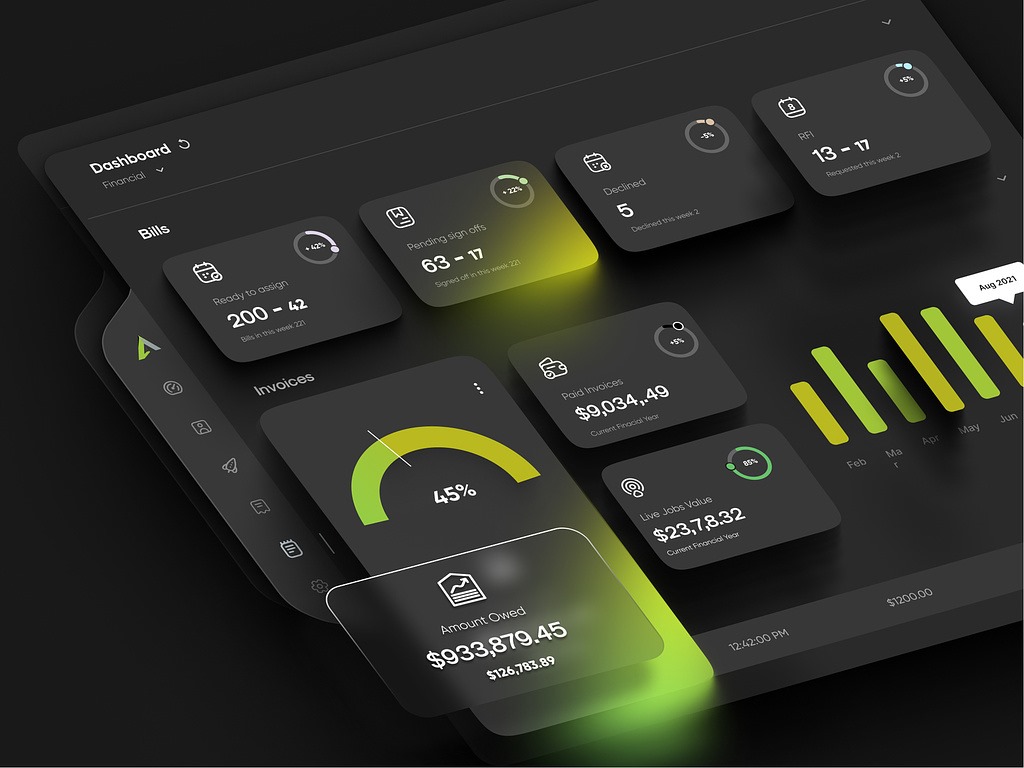 Dashboard
Financial
Bills
+ 42%
Ready to assign
200 - 42
Bills in this week 221
+ 22%
Pending sign offs
63 - 17
Signed off in this week 221
-5%
Declined
5
Declined this week 2
8
+5%
RFI
13 - 17
Requested this week 2
Invoices
45%
Amount Owed
$933,879.45
$126,783.89
+5%
Paid Invoices
$9,034,.49
Current Finacial Year
85%
Live Jobs Value
$23,7,8.32
Current Financial Year
Aug 2021
Feb
Ma
r
Apr
May
Jun
12:42:00 PM
$1200.00